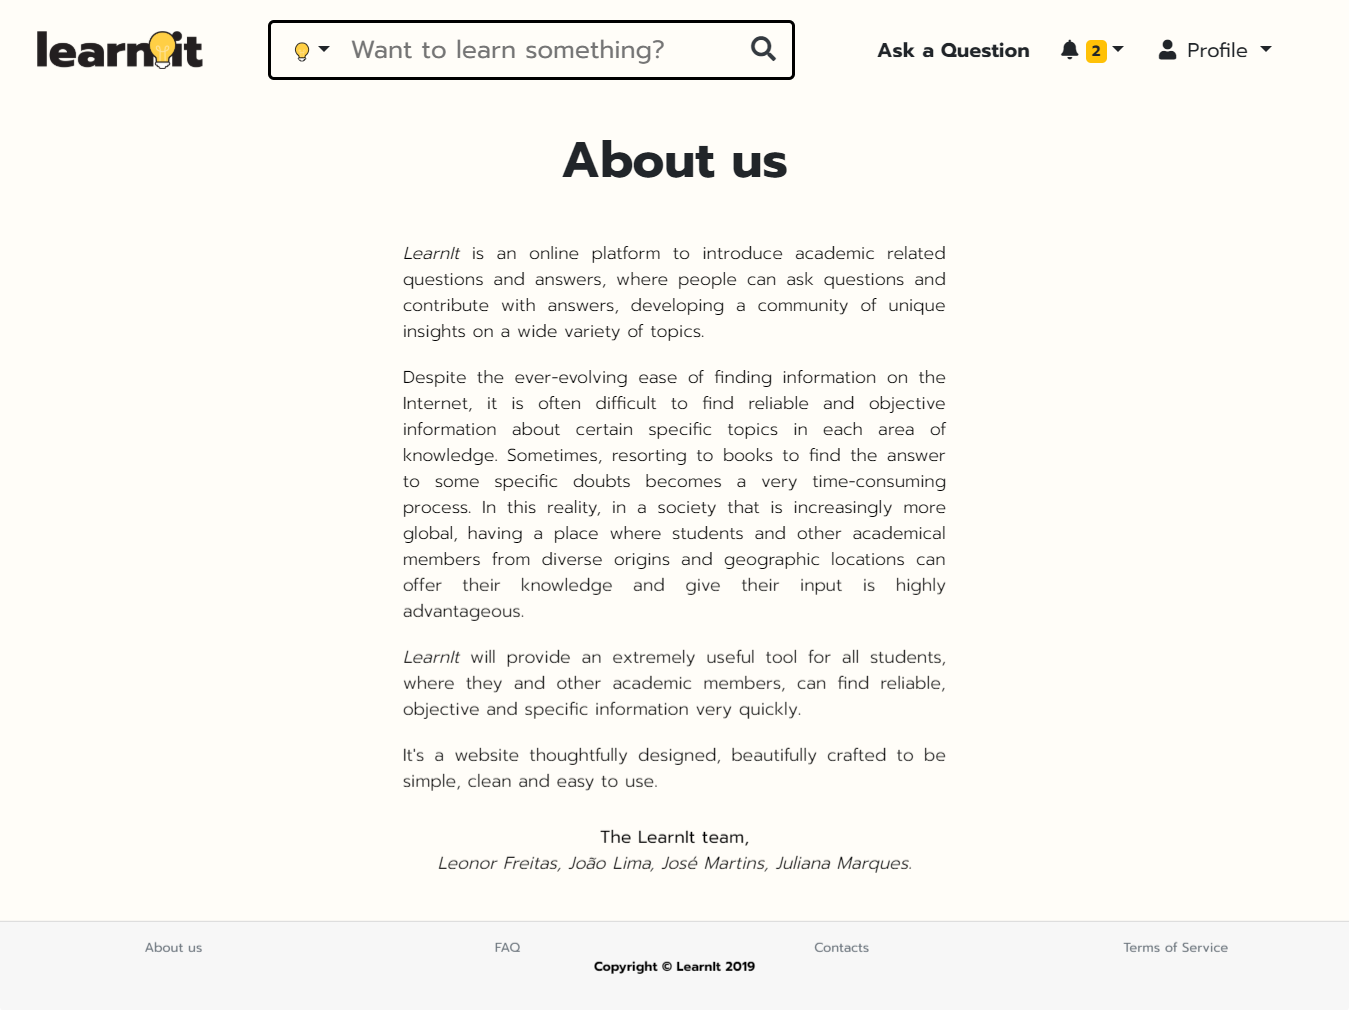 learnit
Want to learn something?
Ask a Question
2
Profile
About us
LearnIt is an online platform to introduce academic related
questions and answers, where people can ask questions and
contribute with answers, developing a community of unique
insights on a wide variety of topics.
Despite the ever-evolving ease of finding information on the
Internet, it is often difficult to find reliable and objective
information about certain specific topics in each area of
knowledge. Sometimes, resorting to books to find the answer
to some specific doubts becomes a very time-consuming
process. In this reality, in a society that is increasingly more
global, having a place where students and other academical
members from diverse origins and geographic locations can
offer their knowledge and give their input is highly
advantageous.
LearnIt will provide an extremely useful tool for all students,
where they and other academic members, can find reliable,
objective and specific information very quickly.
It's a website thoughtfully designed, beautifully crafted to be
simple, clean and easy to use.
The LearnIt team,
Leonor Freitas, João Lima, José Martins, Juliana Marques.
About us
FAQ
Contacts
Terms of Service
Copyright © LearnIt 2019